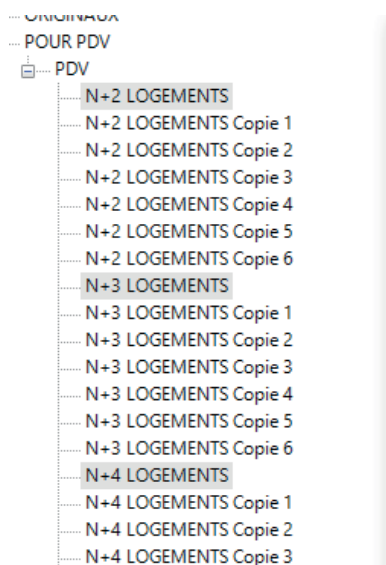 ORIGINAUX
POUR PDV
PDV
N+2 LOGEMENTS
N+2 LOGEMENTS Copie 1
N+2 LOGEMENTS Copie 2
N+2 LOGEMENTS Copie 3
N+2 LOGEMENTS Copie 4
N+2 LOGEMENTS Copie 5
N+2 LOGEMENTS Copie 6
N+3 LOGEMENTS
N+3 LOGEMENTS Copie 1
N+3 LOGEMENTS Copie 2
N+3 LOGEMENTS Copie 3
N+3 LOGEMENTS Copie 4
N+3 LOGEMENTS Copie 5
N+3 LOGEMENTS Copie 6
N+4 LOGEMENTS
N+4 LOGEMENTS Copie 1
N+4 LOGEMENTS Copie 2
N+4 LOGEMENTS Copie 3